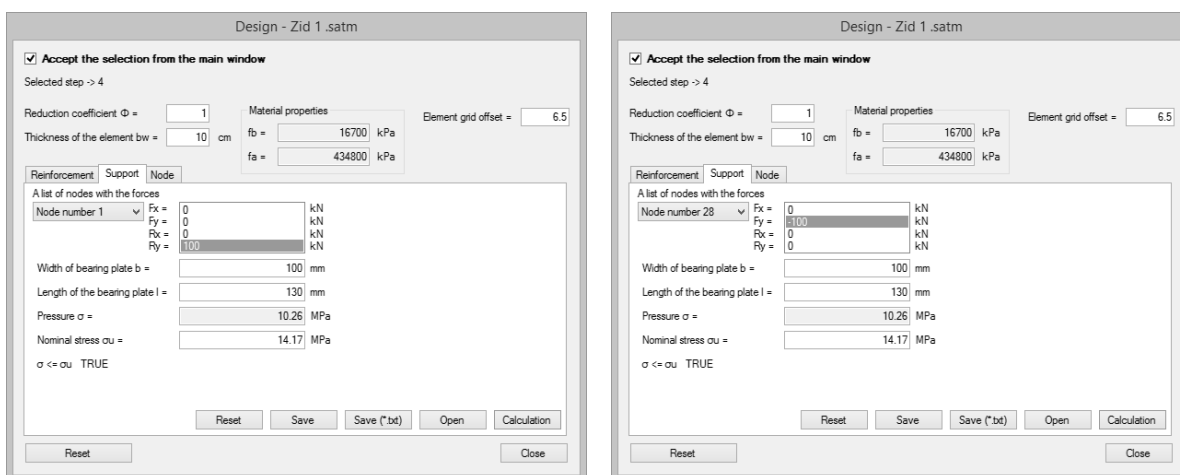 Design - Zid 1 .satm
Accept the selection from the main window
Selected step -> 4
Reduction coefficient Φ = 1
Thickness of the element bw = 10 cm
Material properties
fb = 16700 kPa
fa = 434800 kPa
Element grid offset = 6.5
Reinforcement Support Node
A list of nodes with the forces
Node number 1
Fx = 0 kN
Fy = 0 kN
Rx = 0 kN
Ry = 100 kN
Width of bearing plate b = 100 mm
Length of the bearing plate l = 130 mm
Pressure σ = 10.26 MPa
Nominal stress σu = 14.17 MPa
σ <= σu TRUE
Reset Save Save (*.txt) Open Calculation
Reset Close
Design - Zid 1 .satm
Accept the selection from the main window
Selected step -> 4
Reduction coefficient Φ = 1
Thickness of the element bw = 10 cm
Material properties
fb = 16700 kPa
fa = 434800 kPa
Element grid offset = 6.5
Reinforcement Support Node
A list of nodes with the forces
Node number 28
Fx = 0 kN
Fy = -100 kN
Rx = 0 kN
Ry = 0 kN
Width of bearing plate b = 100 mm
Length of the bearing plate l = 130 mm
Pressure σ = 10.26 MPa
Nominal stress σu = 14.17 MPa
σ <= σu TRUE
Reset Save Save (*.txt) Open Calculation
Reset Close